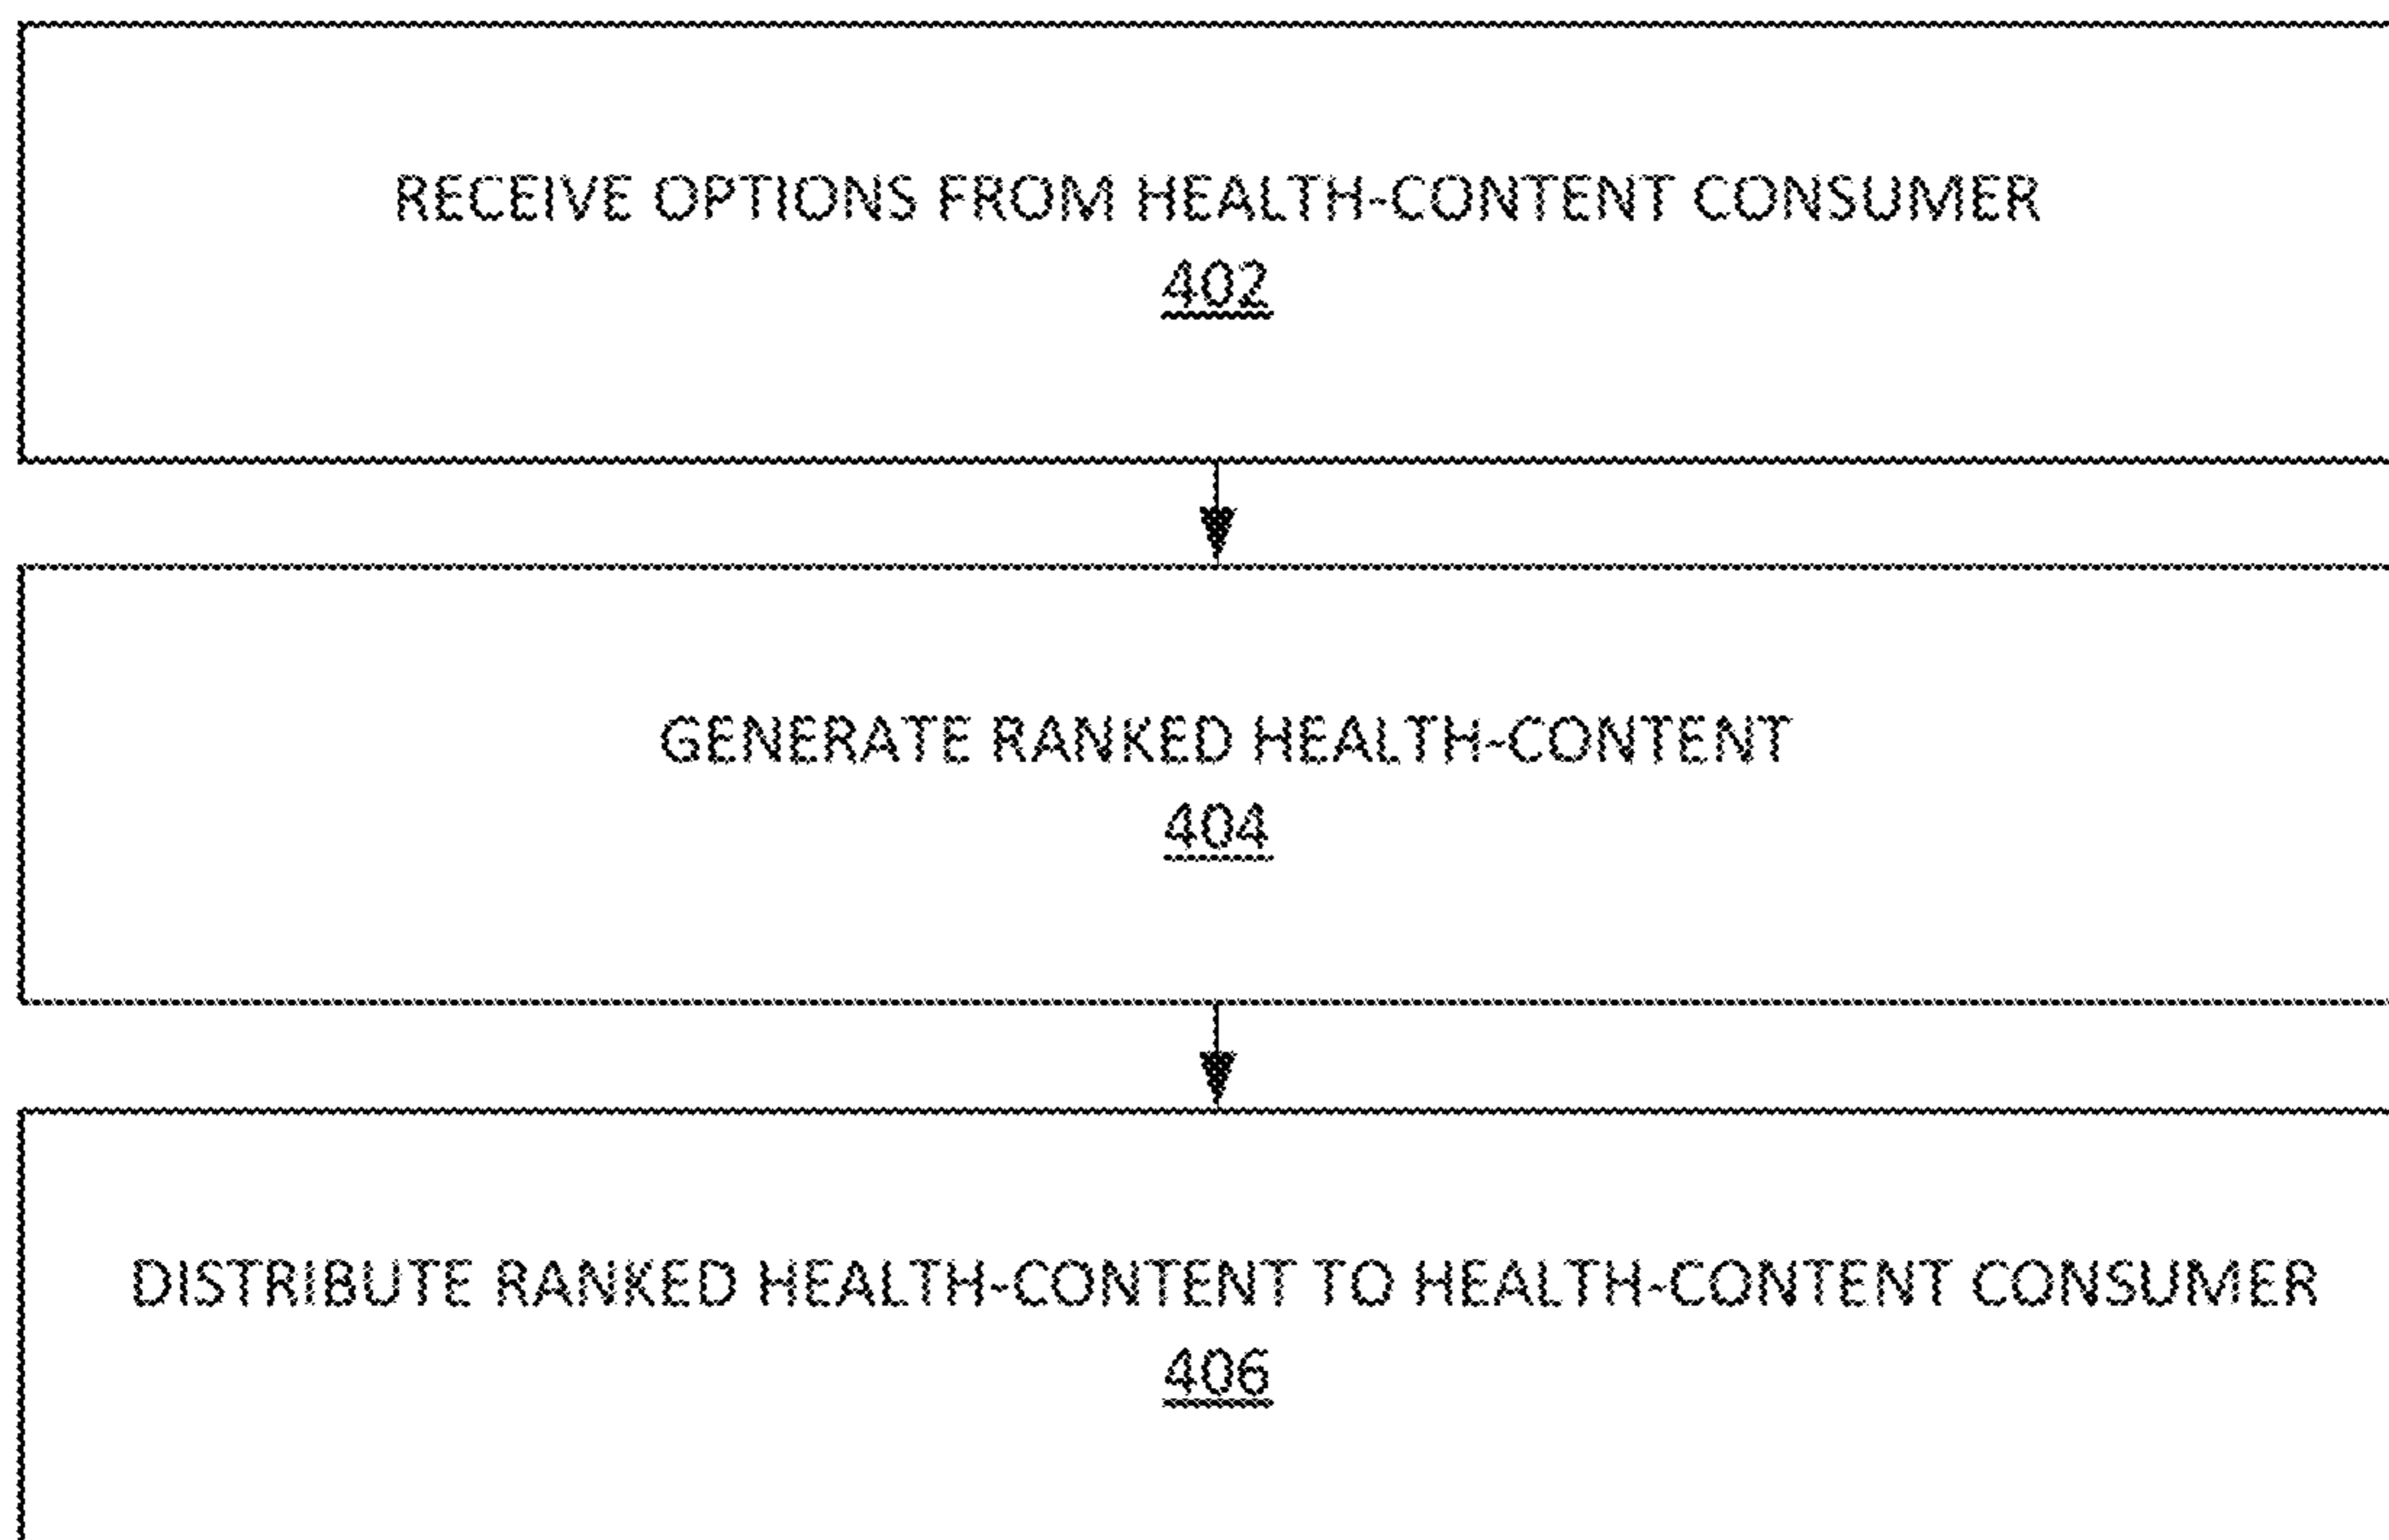 RECEIVE OPTIONS FROM HEALTH-CONTENT CONSUMER
402
GENERATE RANKED HEALTH-CONTENT
404
DISTRIBUTE RANKED HEALTH-CONTENT TO HEALTH-CONTENT CONSUMER
406